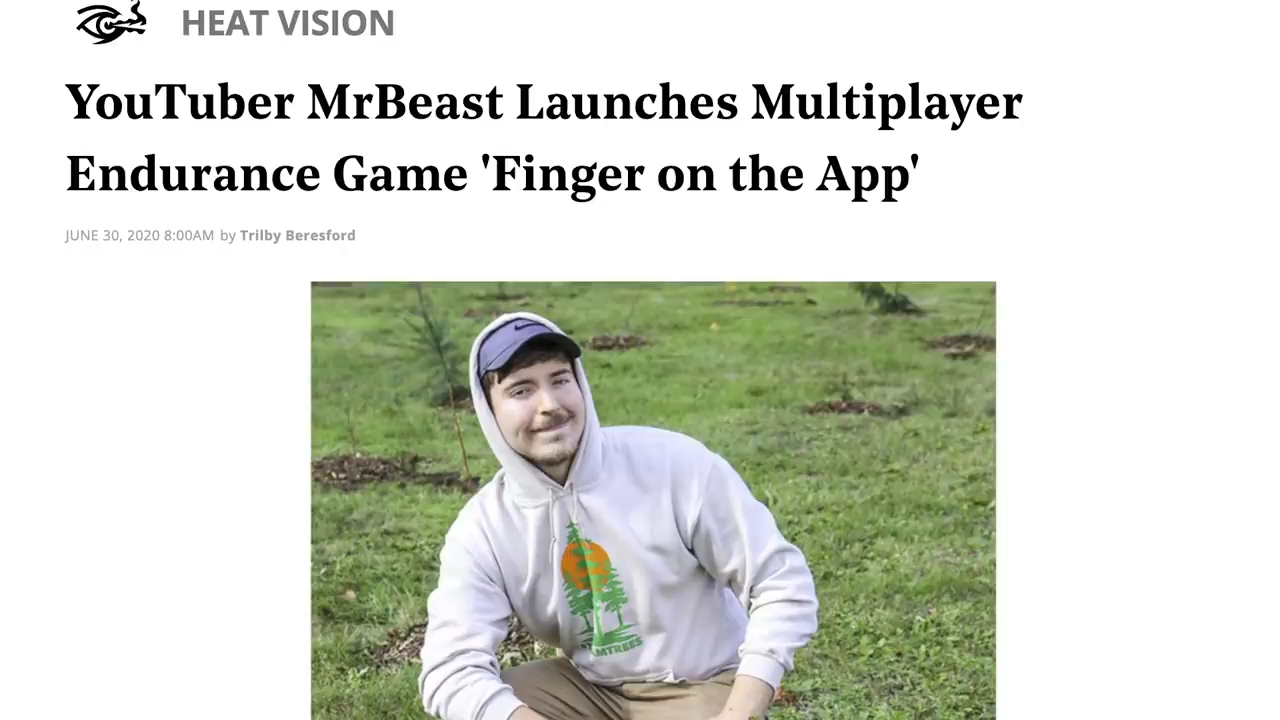 HEAT VISION
YouTuber MrBeast Launches Multiplayer
Endurance Game 'Finger on the App'
JUNE 30, 2020 8:00AM by Trilby Beresford
MTREES